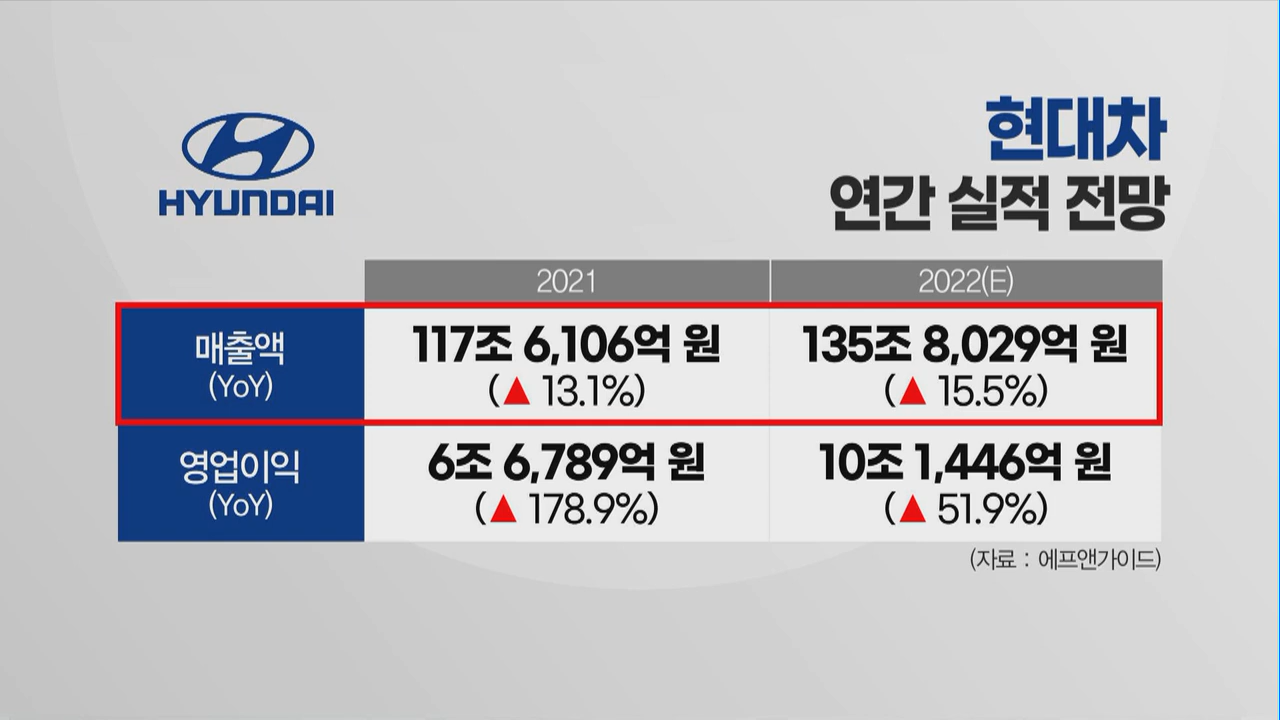 HYUNDAI
현대차
연간 실적 전망
2021 2022(E)
매출액 117조 6,106억 원 135조 8,029억 원
(YoY) (▲ 13.1%) (▲ 15.5%)
영업이익 6조 6,789억 원 10조 1,446억 원
(YoY) (▲ 178.9%) (▲ 51.9%)
(자료 : 에프앤가이드)